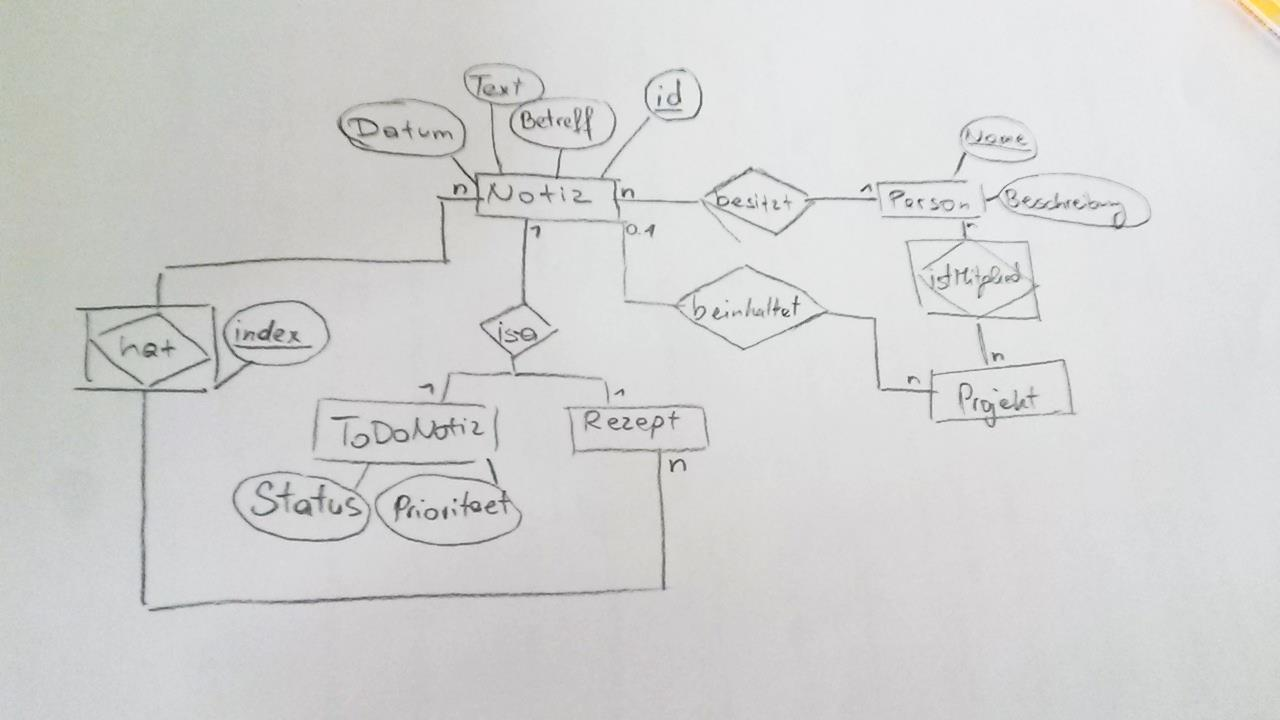 Text
id
Betreff
Datum
Name
n
Notiz
n
besitzt
1
Person
Beschreibung
1
0.1
n
istMitglied
beinhaltet
index
hat
isa
n
n
Projekt
1
1
ToDoNotiz
Rezept
n
Status
Prioritaet